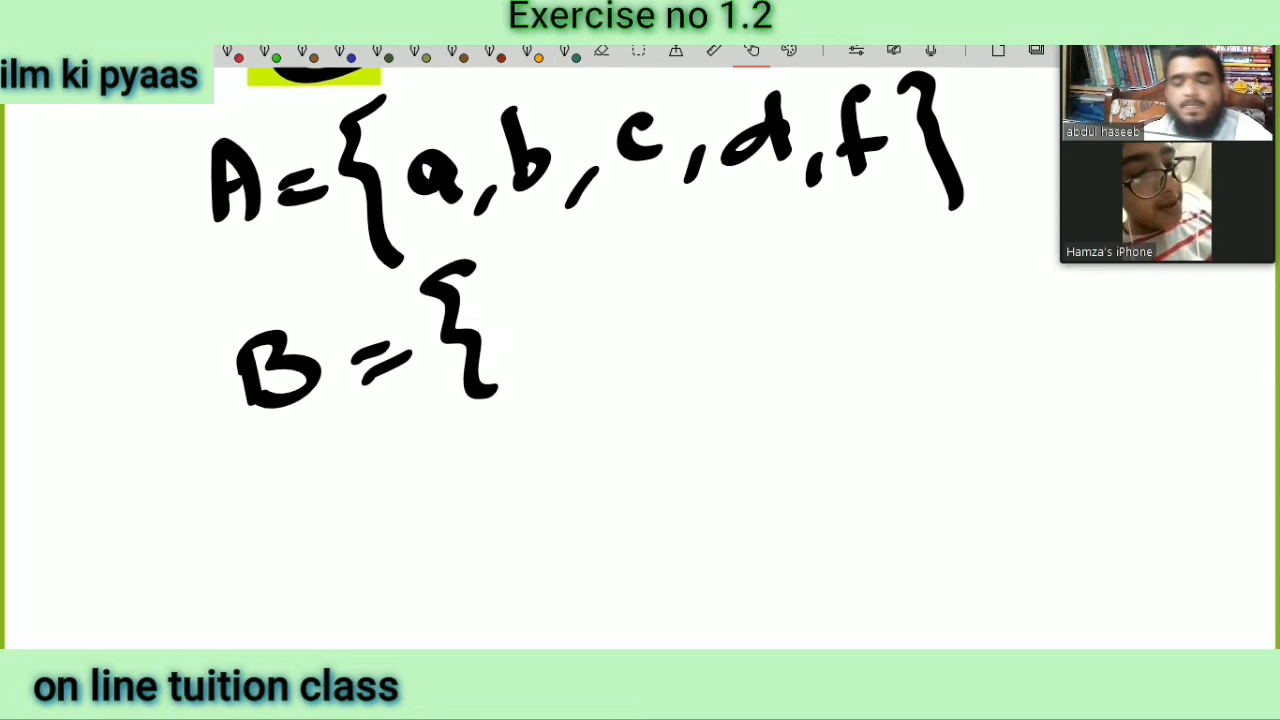 Exercise no 1.2
ilm ki pyaas
abdul haseeb
Hamza's iPhone
A = { a, b, c, d, f }
B = {
on line tuition class